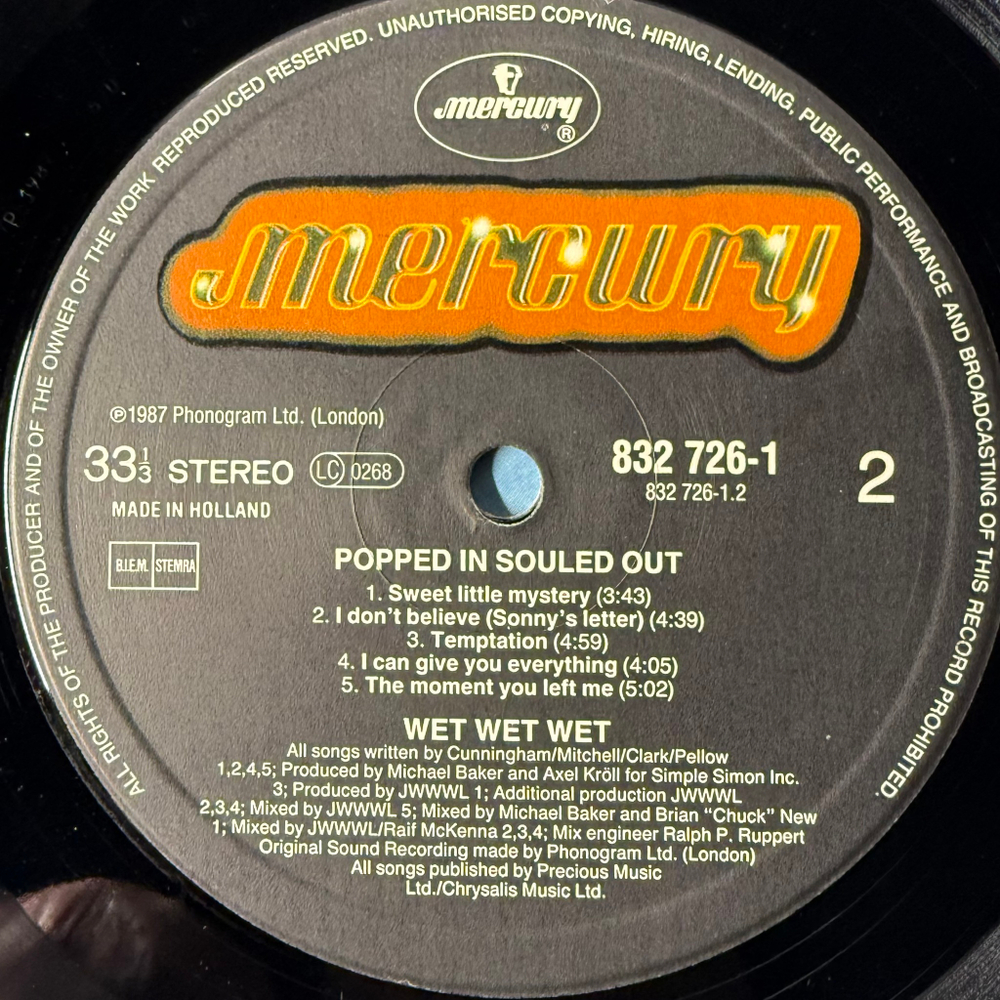 ALL RIGHTS OF THE PRODUCER AND OF THE OWNER OF THE WORK REPRODUCED RESERVED. UNAUTHORISED COPYING, HIRING, LENDING, PUBLIC PERFORMANCE AND BROADCASTING OF THIS RECORD PROHIBITED.
mercury
®
mercury
℗1987 Phonogram Ltd. (London)
33⅓ STEREO LC 0268
MADE IN HOLLAND
B.I.E.M. STEMRA
832 726-1
832 726-1.2
2
POPPED IN SOULED OUT
1. Sweet little mystery (3:43)
2. I don't believe (Sonny's letter) (4:39)
3. Temptation (4:59)
4. I can give you everything (4:05)
5. The moment you left me (5:02)
WET WET WET
All songs written by Cunningham/Mitchell/Clark/Pellow
1,2,4,5; Produced by Michael Baker and Axel Kröll for Simple Simon Inc.
3; Produced by JWWWL 1; Additional production JWWWL
2,3,4; Mixed by JWWWL 5; Mixed by Michael Baker and Brian “Chuck” New
1; Mixed by JWWWL/Raif McKenna 2,3,4; Mix engineer Ralph P. Ruppert
Original Sound Recording made by Phonogram Ltd. (London)
All songs published by Precious Music
Ltd./Chrysalis Music Ltd.